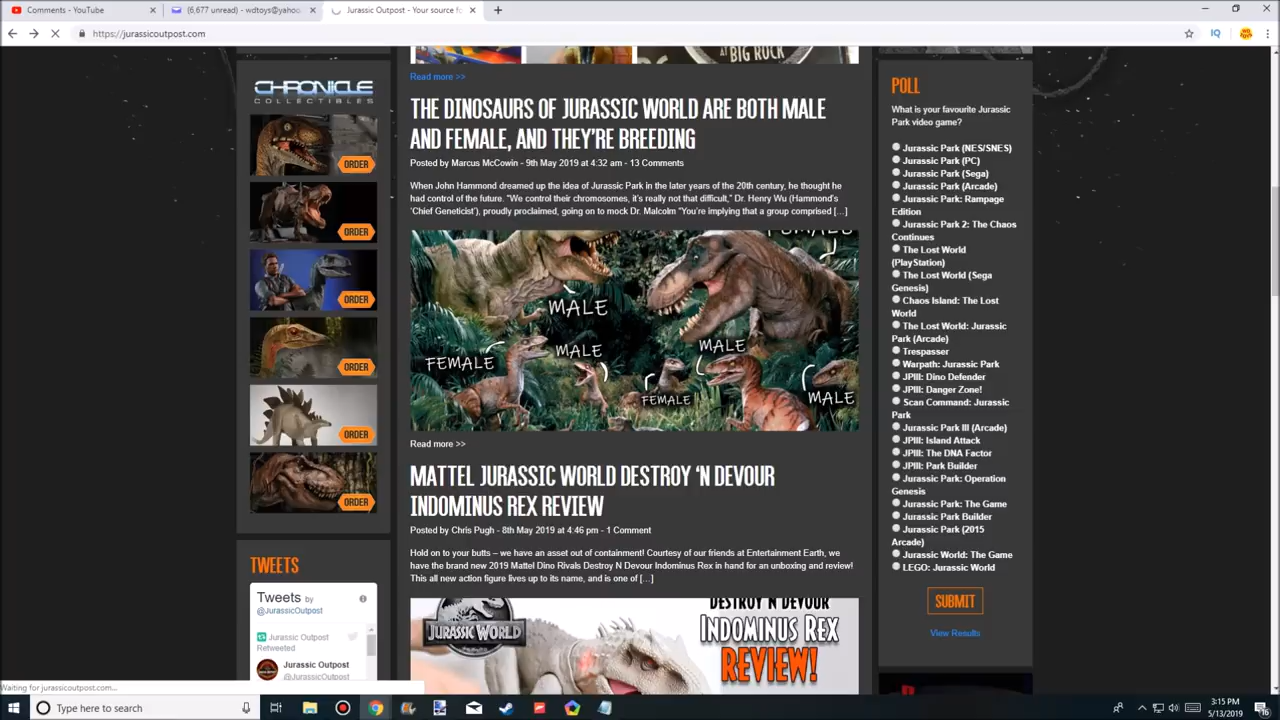 Comments - YouTube
(6,677 unread) - wdtoys@yahoo
Jurassic Outpost - Your source f
https://jurassicoutpost.com
CHRONICLE
COLLECTIBLES
ORDER
ORDER
ORDER
ORDER
ORDER
ORDER
TWEETS
Tweets by
@JurassicOutpost
Jurassic Outpost
Retweeted
Jurassic Outpost
@JurassicOutpost
AT BIG ROCK
Read more >>
THE DINOSAURS OF JURASSIC WORLD ARE BOTH MALE
AND FEMALE, AND THEY'RE BREEDING
Posted by Marcus McCowin - 9th May 2019 at 4:32 am - 13 Comments
When John Hammond dreamed up the idea of Jurassic Park in the later years of the 20th century, he thought he
had control of the future. "We control their chromosomes, it's really not that difficult," Dr. Henry Wu (Hammond's
'Chief Geneticist'), proudly proclaimed, going on to mock Dr. Malcolm "You're implying that a group comprised [...]
FEMALE
MALE
FEMALE
MALE
MALE
FEMALE
MALE
Read more >>
MATTEL JURASSIC WORLD DESTROY 'N DEVOUR
INDOMINUS REX REVIEW
Posted by Chris Pugh - 8th May 2019 at 4:46 pm - 1 Comment
Hold on to your butts – we have an asset out of containment! Courtesy of our friends at Entertainment Earth, we
have the brand new 2019 Mattel Dino Rivals Destroy N Devour Indominus Rex in hand for an unboxing and review!
This all new action figure lives up to its name, and is one of [...]
JURASSIC WORLD
DESTROY N DEVOUR
INDOMINUS REX
REVIEW!
POLL
What is your favourite Jurassic
Park video game?
Jurassic Park (NES/SNES)
Jurassic Park (PC)
Jurassic Park (Sega)
Jurassic Park (Arcade)
Jurassic Park: Rampage
Edition
Jurassic Park 2: The Chaos
Continues
The Lost World
(PlayStation)
The Lost World (Sega
Genesis)
Chaos Island: The Lost
World
The Lost World: Jurassic
Park (Arcade)
Trespasser
Warpath: Jurassic Park
JPIII: Dino Defender
JPIII: Danger Zone!
Scan Command: Jurassic
Park
Jurassic Park III (Arcade)
JPIII: Island Attack
JPIII: The DNA Factor
JPIII: Park Builder
Jurassic Park: Operation
Genesis
Jurassic Park: The Game
Jurassic Park Builder
Jurassic Park (2015
Arcade)
Jurassic World: The Game
LEGO: Jurassic World
SUBMIT
View Results
Waiting for jurassicoutpost.com...
Type here to search
3:15 PM
5/13/2019